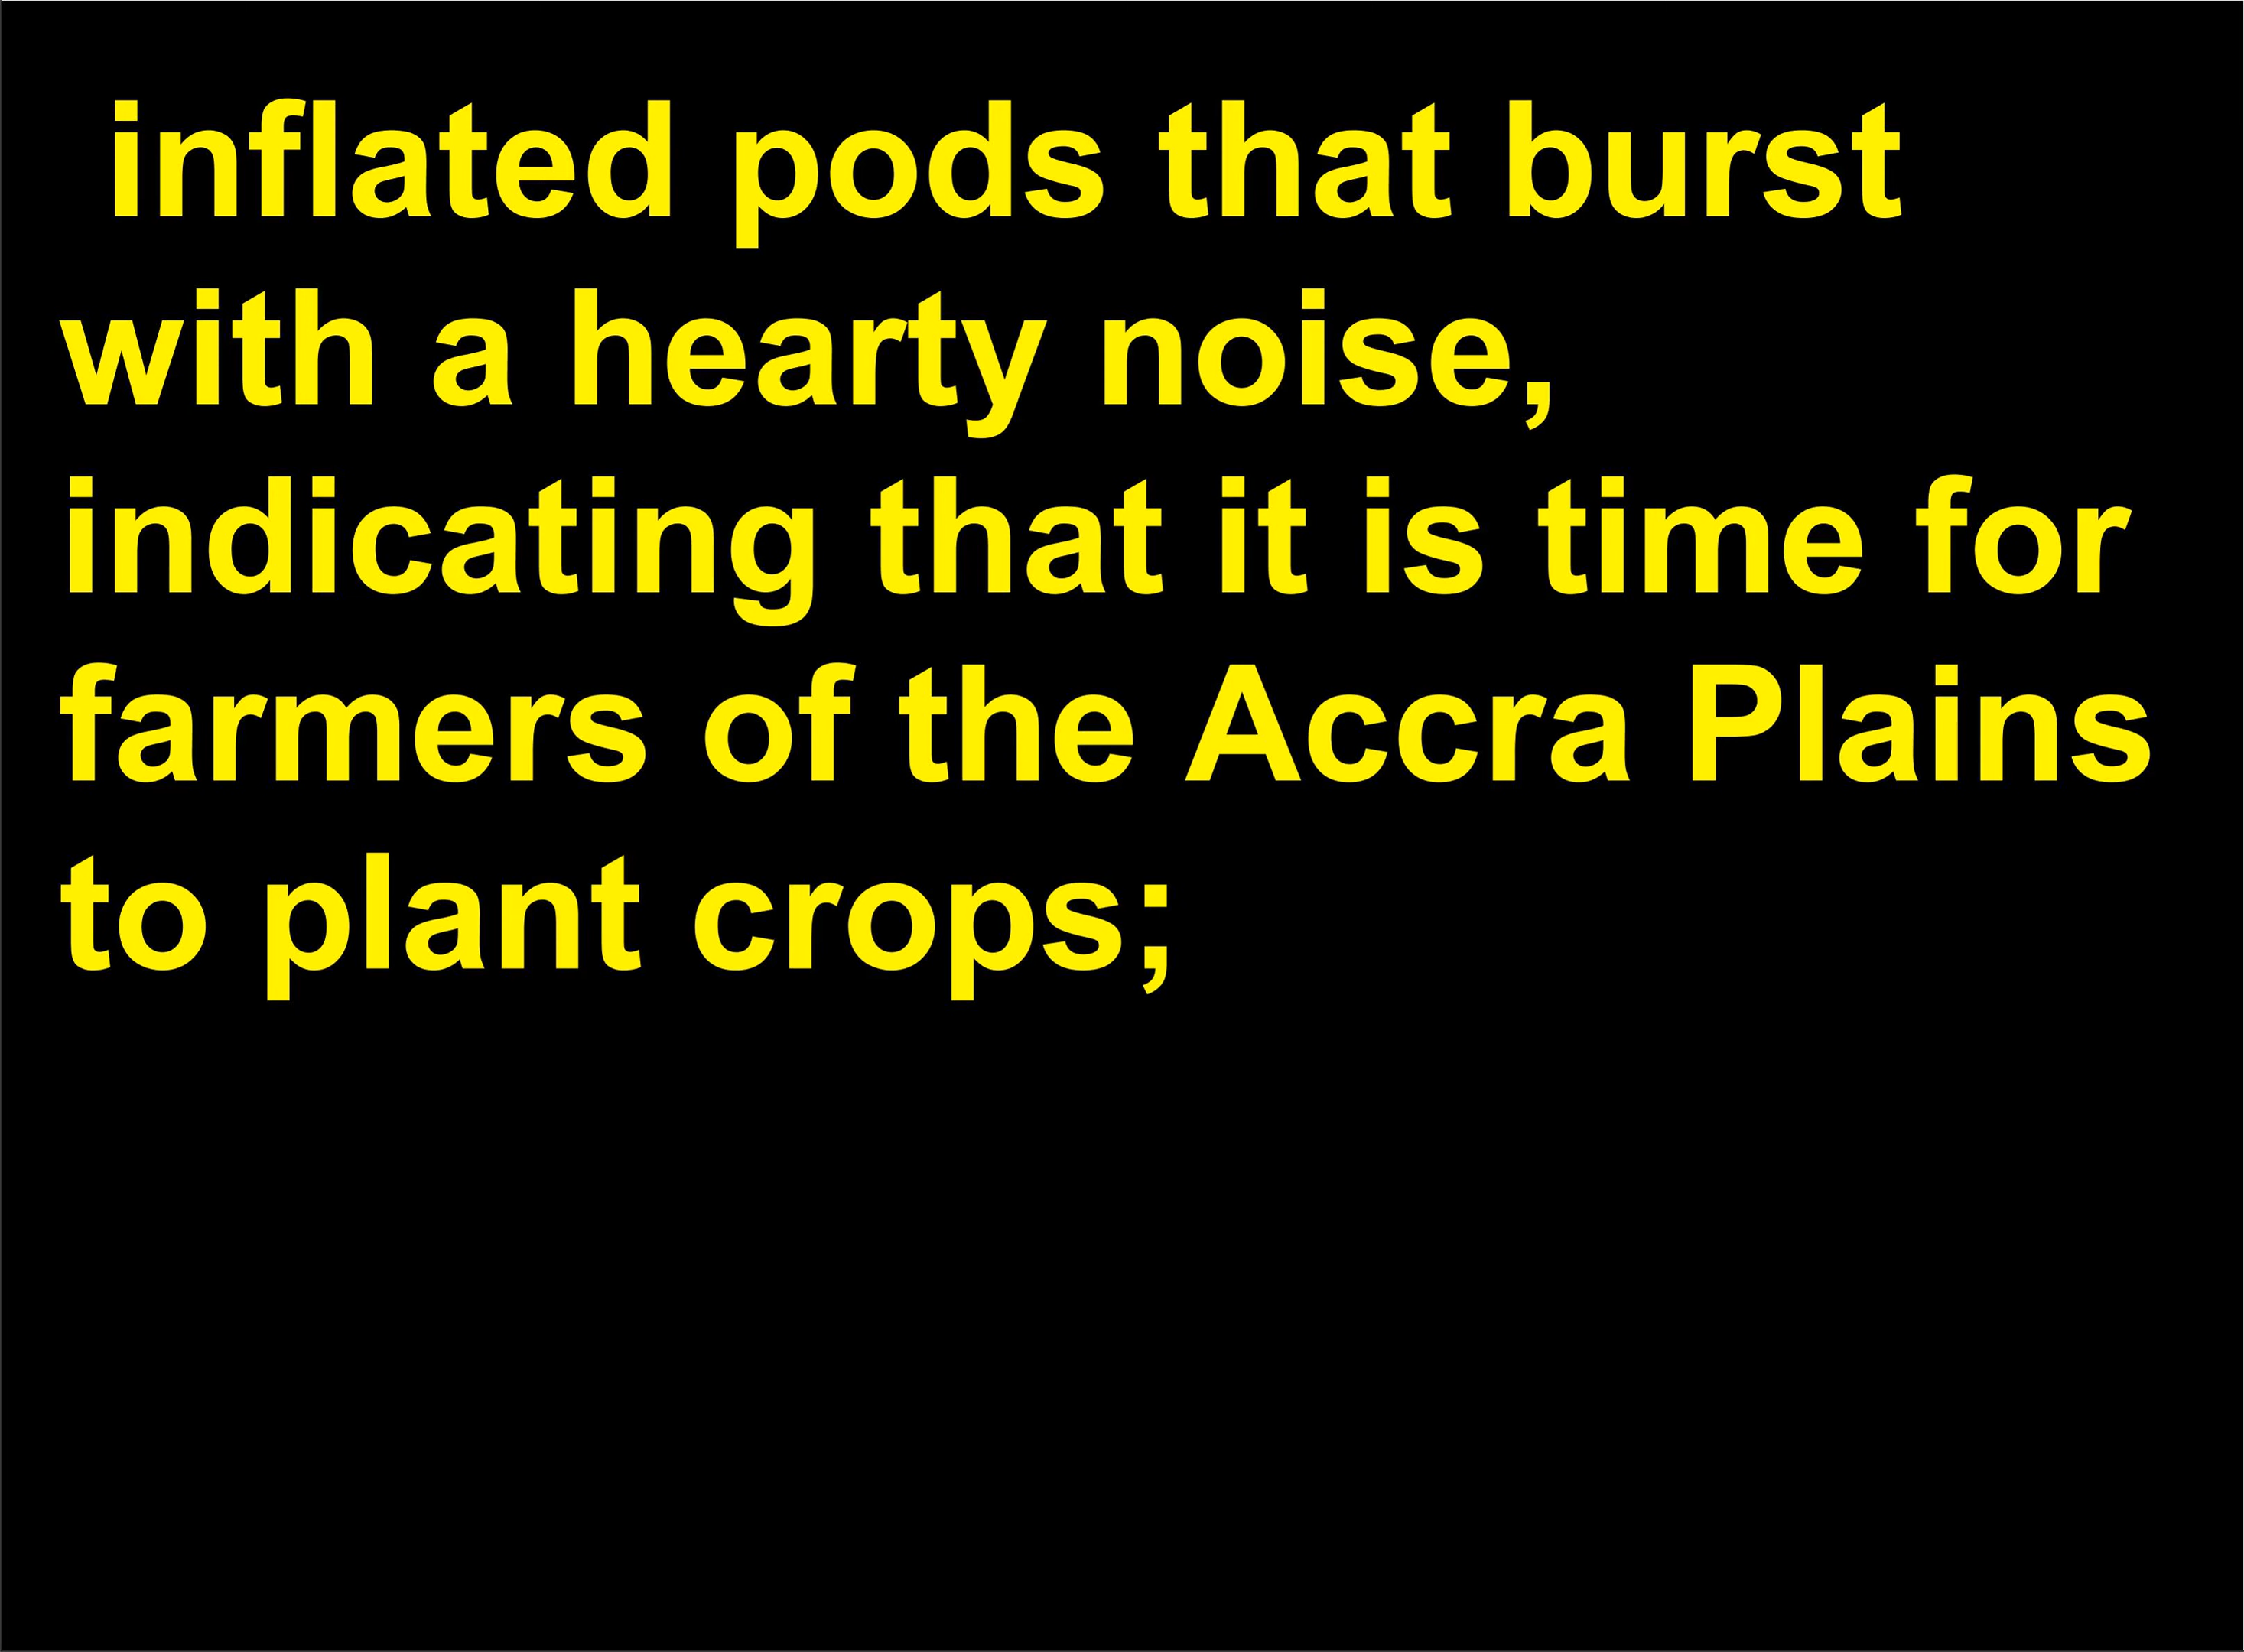 inflated pods that burst
with a hearty noise,
indicating that it is time for
farmers of the Accra Plains
to plant crops;